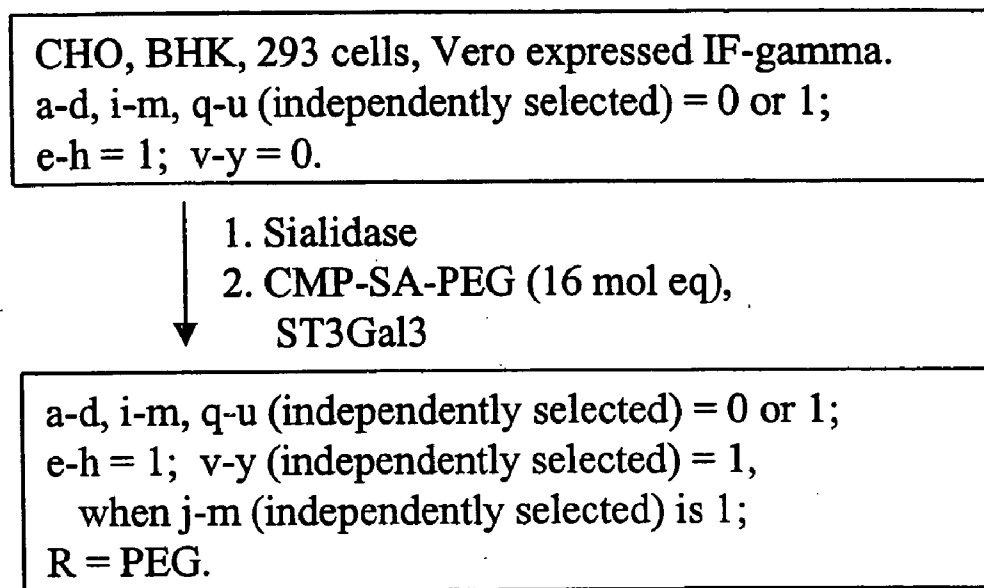 CHO, BHK, 293 cells, Vero expressed IF-gamma.
a-d, i-m, q-u (independently selected) = 0 or 1;
e-h = 1; v-y = 0.
1. Sialidase
2. CMP-SA-PEG (16 mol eq),
ST3Gal3
a-d, i-m, q-u (independently selected) = 0 or 1;
e-h = 1; v-y (independently selected) = 1,
when j-m (independently selected) is 1;
R = PEG.